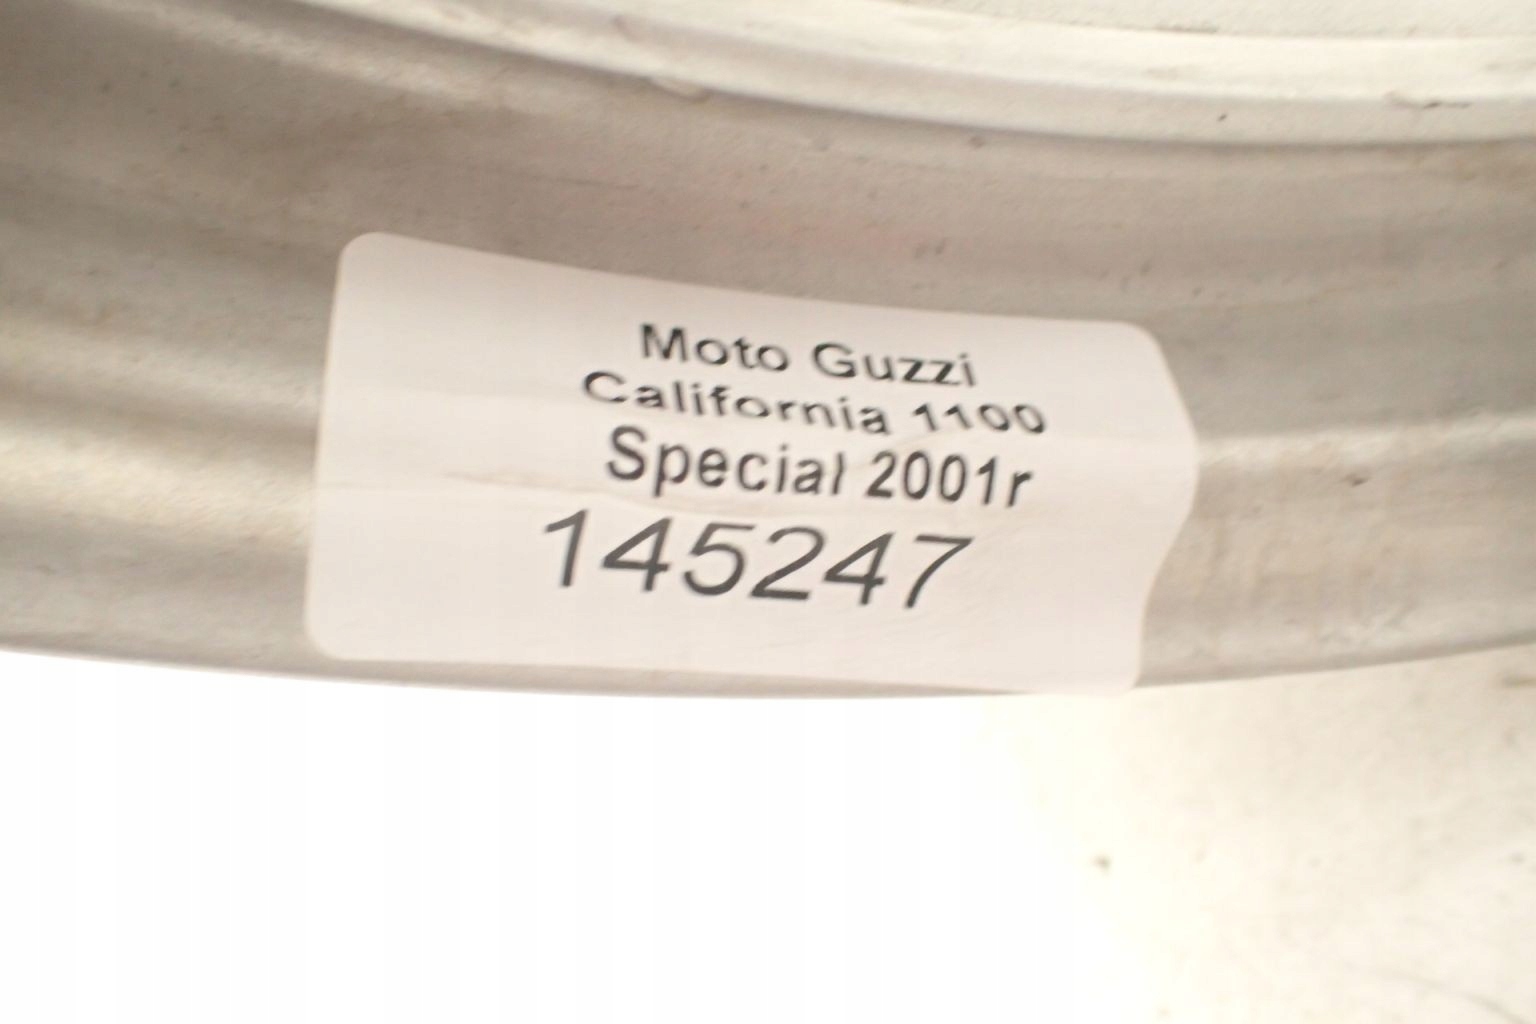 Moto Guzzi
California 1100
Special 2001r
145247